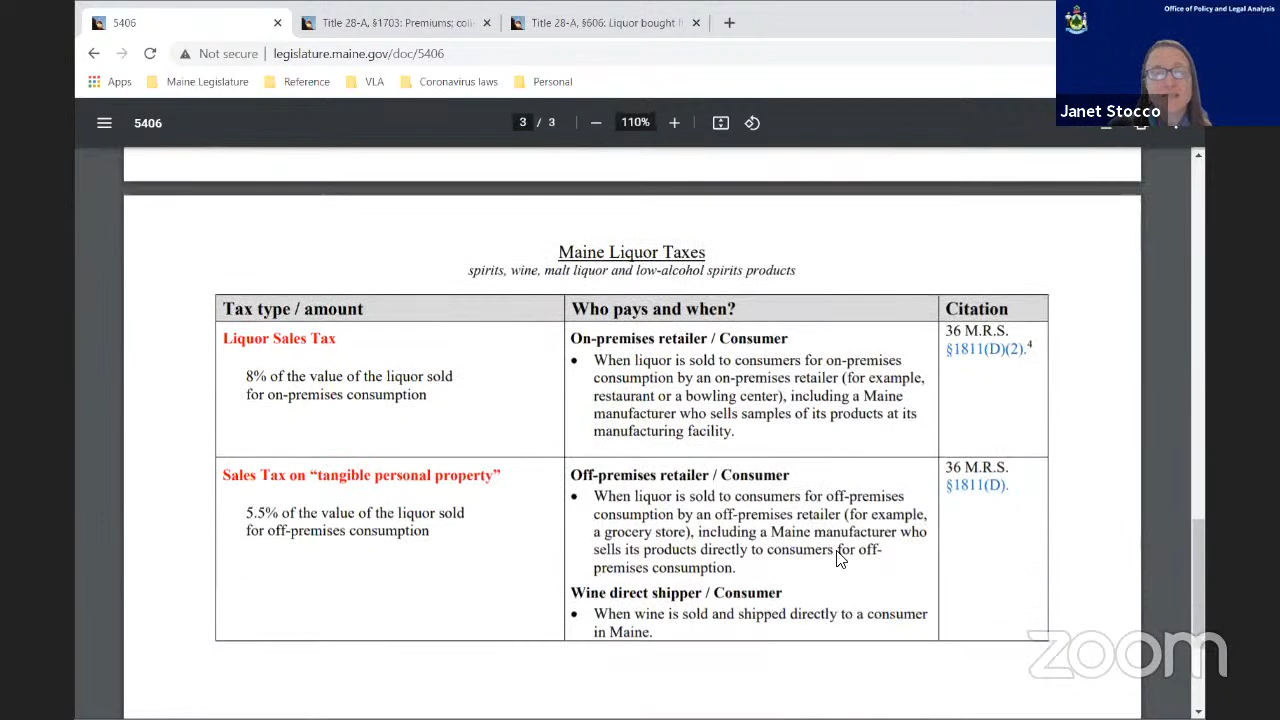 5406
Title 28-A, §1703: Premiums; coll
Title 28-A, §606: Liquor bought
Office of Policy and Legal Analysis
Not secure
legislature.maine.gov/doc/5406
Apps
Maine Legislature
Reference
VLA
Coronavirus laws
Personal
Janet Stocco
5406
3 / 3
110%
Maine Liquor Taxes
spirits, wine, malt liquor and low-alcohol spirits products
Tax type / amount
Who pays and when?
Citation
Liquor Sales Tax
8% of the value of the liquor sold
for on-premises consumption
On-premises retailer / Consumer
• When liquor is sold to consumers for on-premises
consumption by an on-premises retailer (for example,
restaurant or a bowling center), including a Maine
manufacturer who sells samples of its products at its
manufacturing facility.
36 M.R.S.
§1811(D)(2).4
Sales Tax on “tangible personal property”
5.5% of the value of the liquor sold
for off-premises consumption
Off-premises retailer / Consumer
• When liquor is sold to consumers for off-premises
consumption by an off-premises retailer (for example,
a grocery store), including a Maine manufacturer who
sells its products directly to consumers for off-
premises consumption.
Wine direct shipper / Consumer
• When wine is sold and shipped directly to a consumer
in Maine.
36 M.R.S.
§1811(D).
zoom